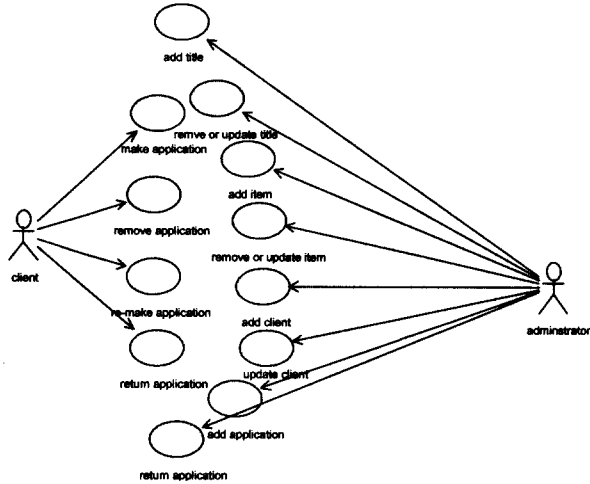 add title
remve or update title
make application
add item
remove application
remove or update item
client
re-make application
add client
adminstrator
update client
return application
add application
return application